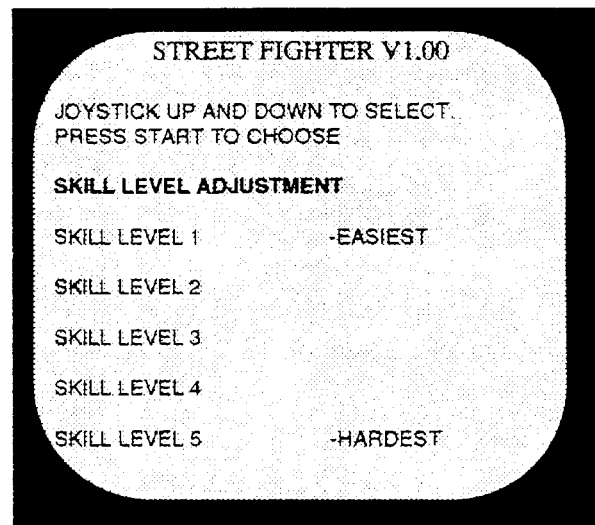 STREET FIGHTER V1.00
JOYSTICK UP AND DOWN TO SELECT.
PRESS START TO CHOOSE
SKILL LEVEL ADJUSTMENT
SKILL LEVEL 1 -EASIEST
SKILL LEVEL 2
SKILL LEVEL 3
SKILL LEVEL 4
SKILL LEVEL 5 -HARDEST